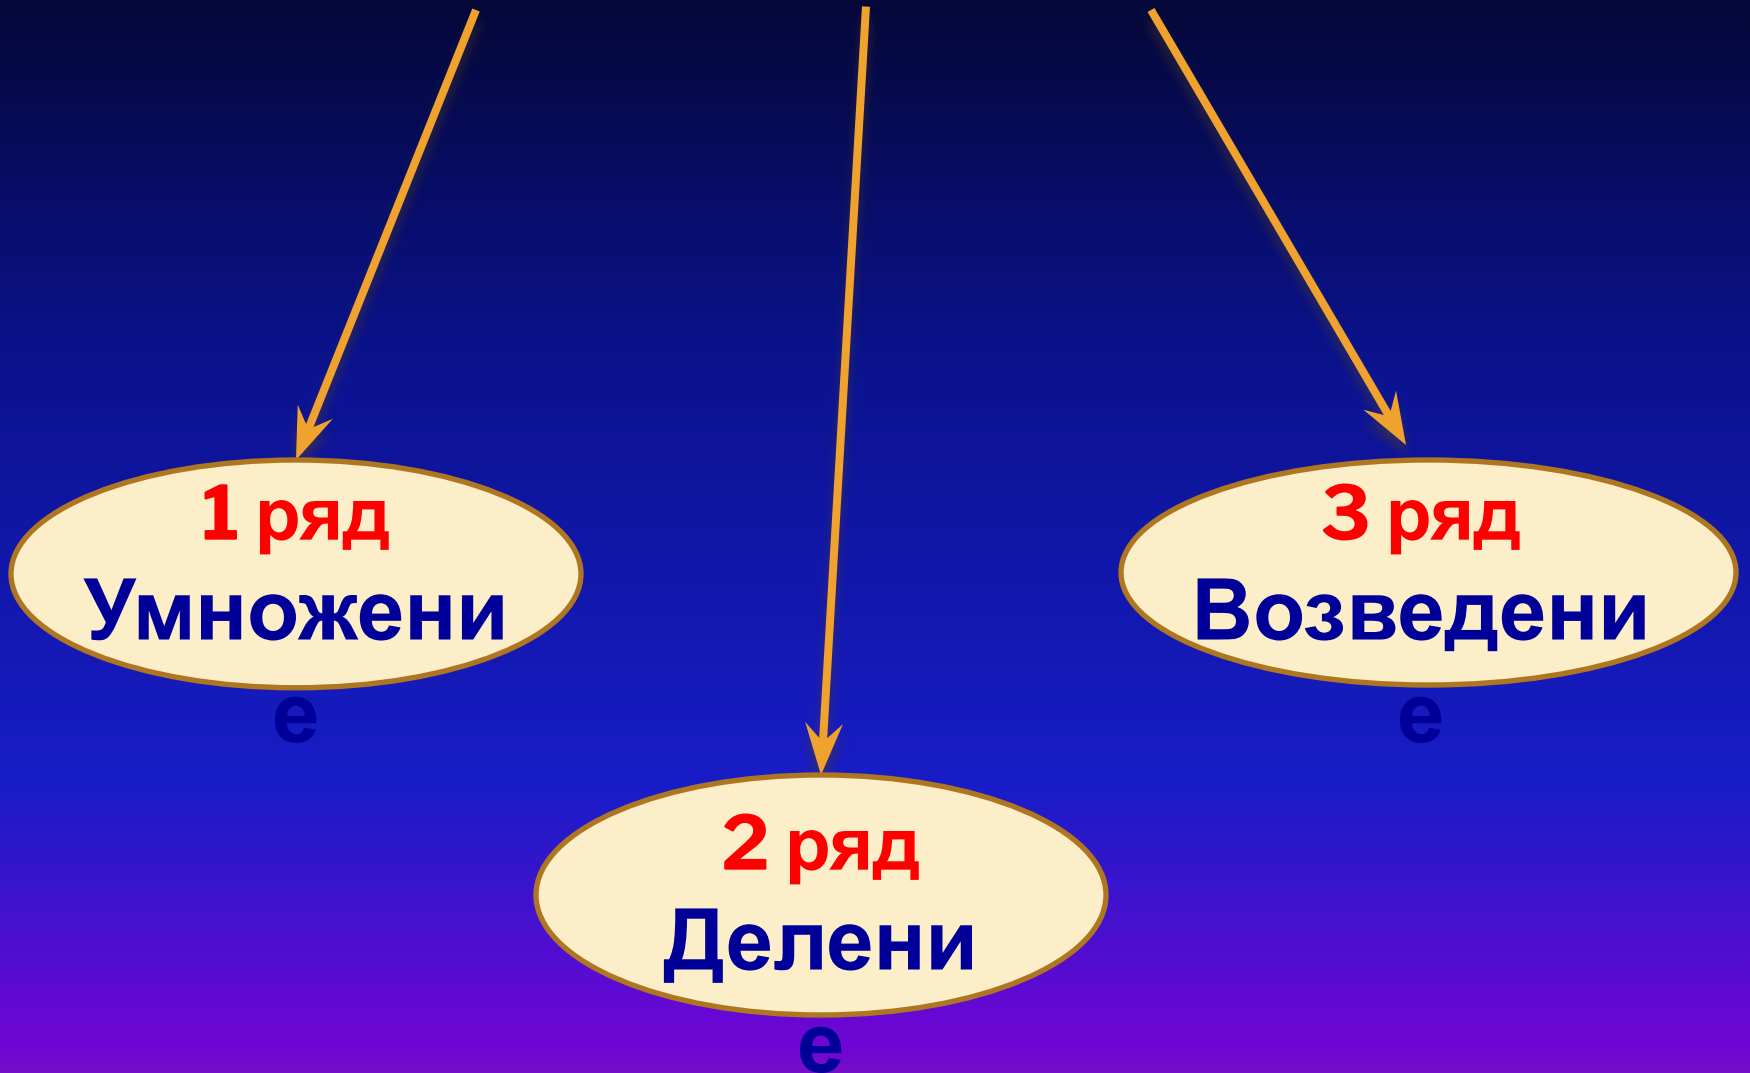 1 ряд
Умножени
е
3 ряд
Возведени
е
2 ряд
Делени
е